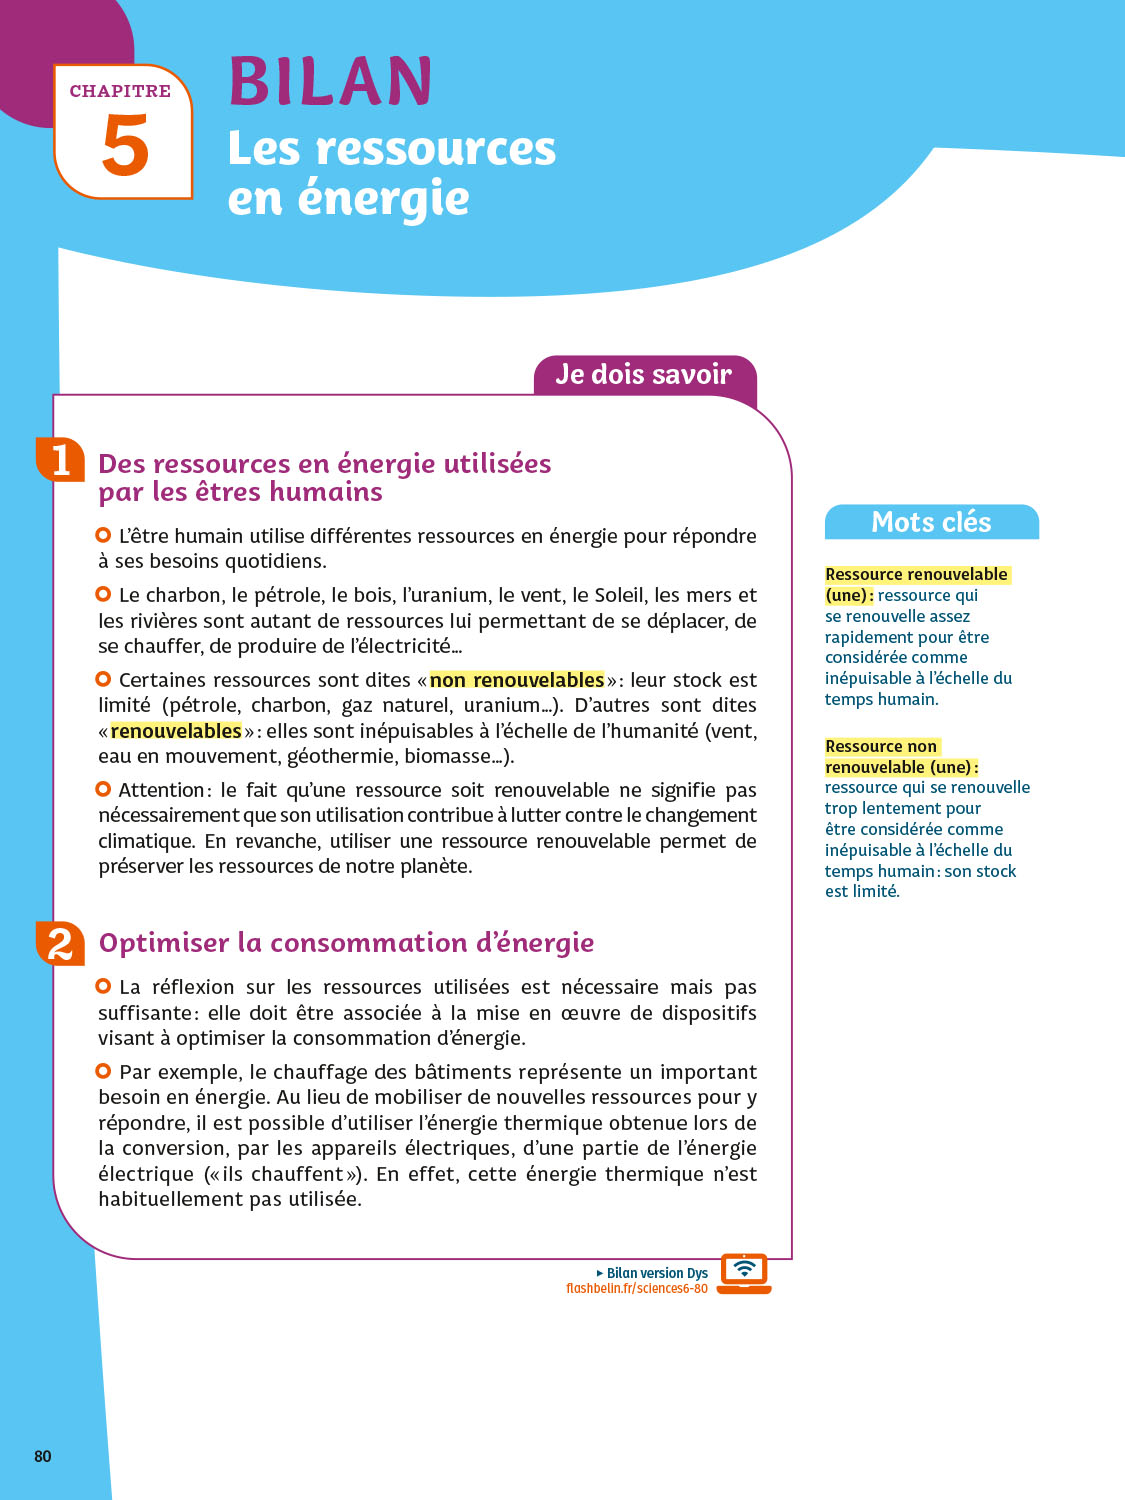 CHAPITRE
5
BILAN
Les ressources
en énergie
Je dois savoir
1
Des ressources en énergie utilisées
par les êtres humains
L’être humain utilise différentes ressources en énergie pour répondre
à ses besoins quotidiens.
Le charbon, le pétrole, le bois, l’uranium, le vent, le Soleil, les mers et
les rivières sont autant de ressources lui permettant de se déplacer, de
se chauffer, de produire de l’électricité...
Certaines ressources sont dites « non renouvelables » : leur stock est
limité (pétrole, charbon, gaz naturel, uranium...). D’autres sont dites
« renouvelables » : elles sont inépuisables à l’échelle de l’humanité (vent,
eau en mouvement, géothermie, biomasse...).
Attention : le fait qu’une ressource soit renouvelable ne signifie pas
nécessairement que son utilisation contribue à lutter contre le changement
climatique. En revanche, utiliser une ressource renouvelable permet de
préserver les ressources de notre planète.
2
Optimiser la consommation d’énergie
La réflexion sur les ressources utilisées est nécessaire mais pas
suffisante : elle doit être associée à la mise en œuvre de dispositifs
visant à optimiser la consommation d’énergie.
Par exemple, le chauffage des bâtiments représente un important
besoin en énergie. Au lieu de mobiliser de nouvelles ressources pour y
répondre, il est possible d’utiliser l’énergie thermique obtenue lors de
la conversion, par les appareils électriques, d’une partie de l’énergie
électrique (« ils chauffent »). En effet, cette énergie thermique n’est
habituellement pas utilisée.
Bilan version Dys
flashbelin.fr/sciences6-80
Mots clés
Ressource renouvelable
(une) : ressource qui
se renouvelle assez
rapidement pour être
considérée comme
inépuisable à l’échelle du
temps humain.
Ressource non
renouvelable (une) :
ressource qui se renouvelle
trop lentement pour
être considérée comme
inépuisable à l’échelle du
temps humain : son stock
est limité.
80